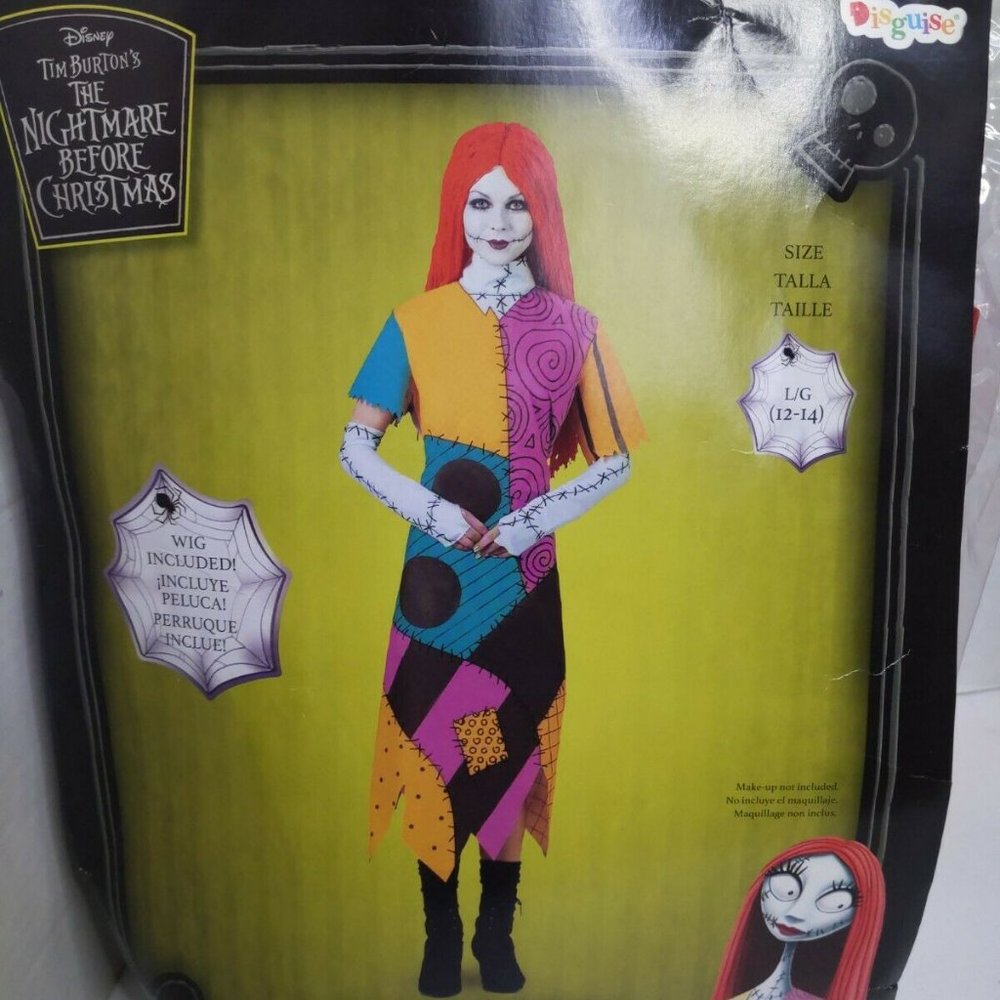 Disney
TIM BURTON'S
THE
NIGHTMARE
BEFORE
CHRISTMAS
Disguise®
SIZE
TALLA
TAILLE
L/G
(12-14)
WIG
INCLUDED!
¡INCLUYE
PELUCA!
PERRUQUE
INCLUE!
Make-up not included.
No incluye el maquillaje.
Maquillage non inclus.